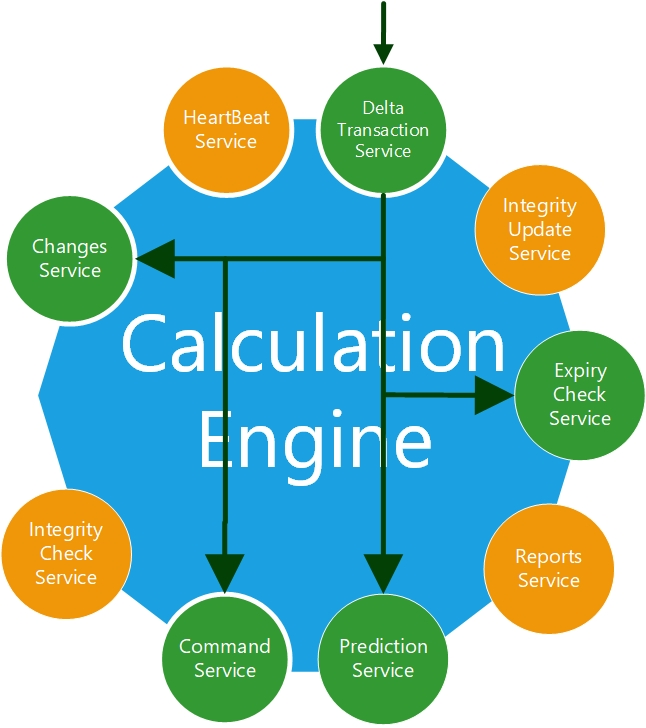 HeartBeat
Service
Delta
Transaction
Service
Integrity
Update
Service
Changes
Service
Calculation
Engine
Expiry
Check
Service
Integrity
Check
Service
Reports
Service
Command
Service
Prediction
Service